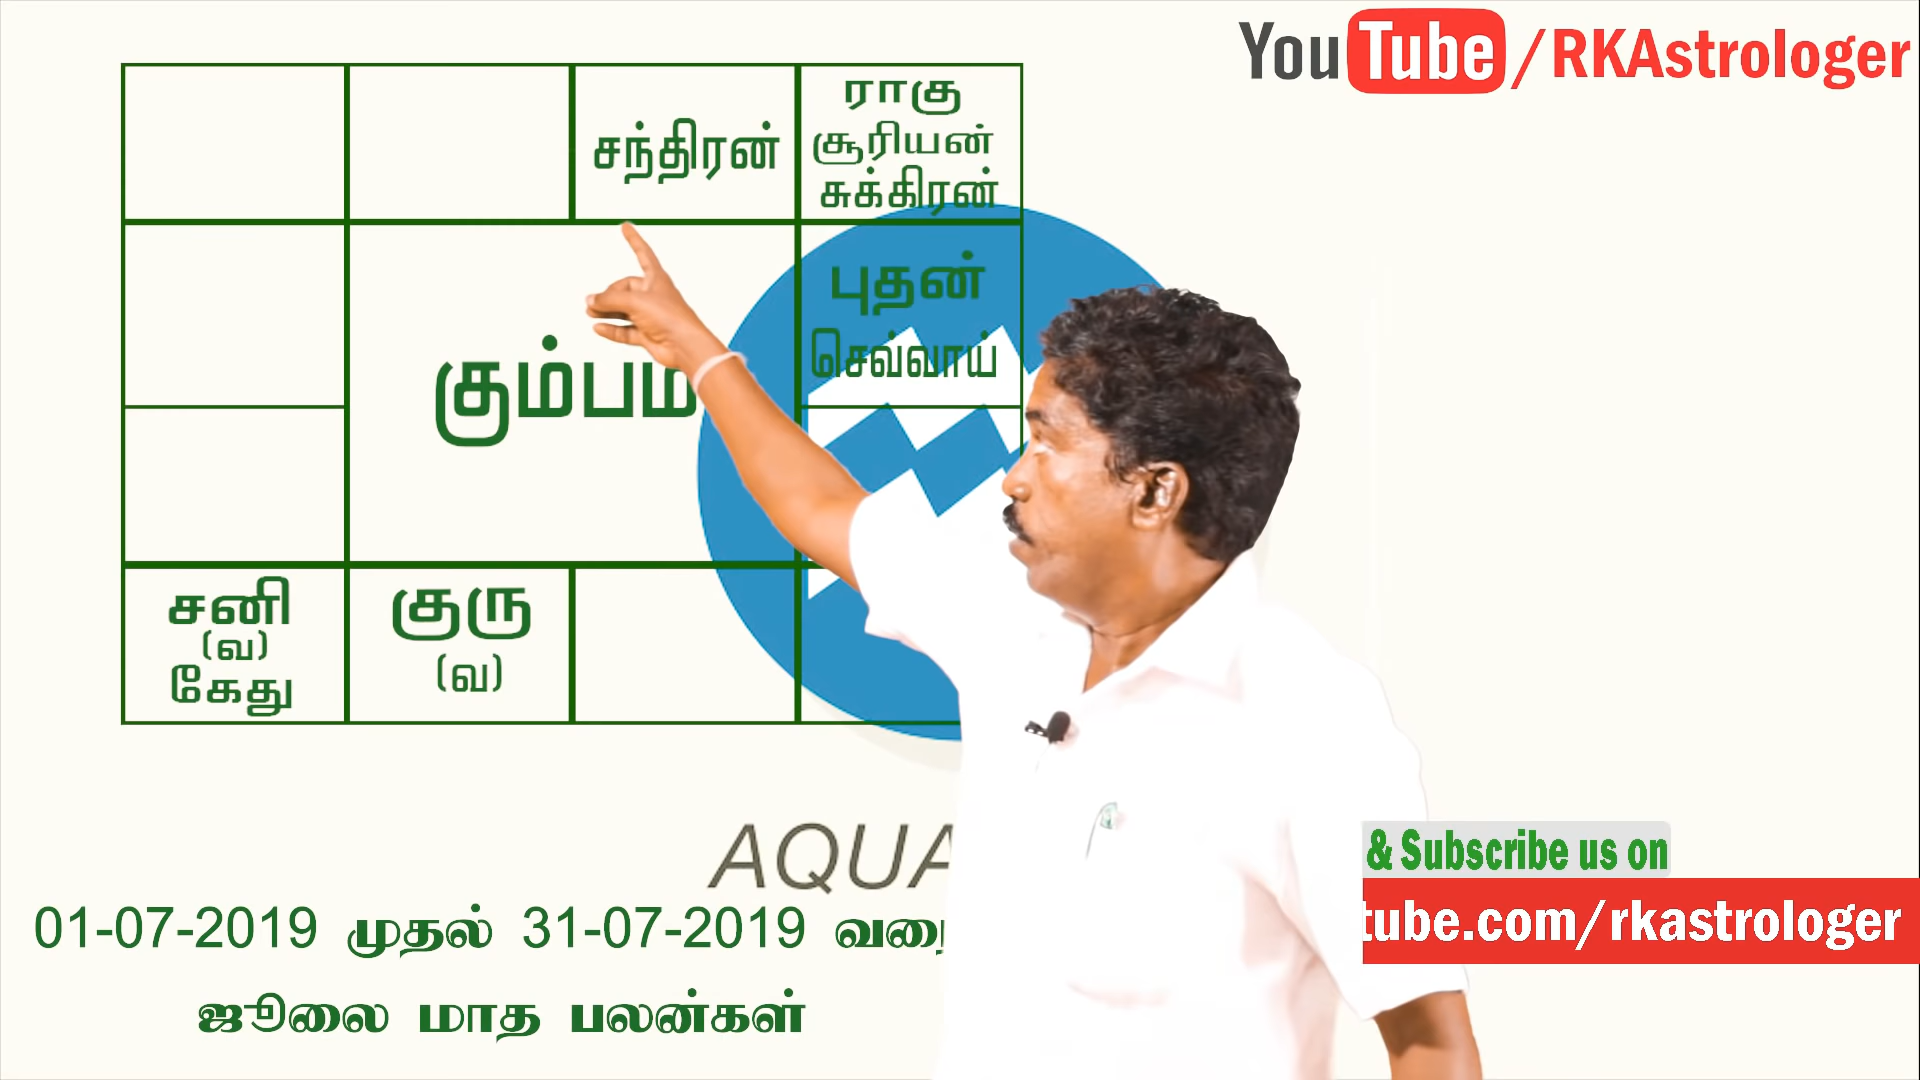 YouTube/RKAstrologer
சந்திரன்
ராகு
சூரியன்
சுக்கிரன்
புதன்
செவ்வாய்
கும்பம்
சனி
(வ)
கேது
குரு
(வ)
AQUA
01-07-2019 முதல் 31-07-2019
ஜூலை மாத பலன்கள்
& Subscribe us on
tube.com/rkastrologer